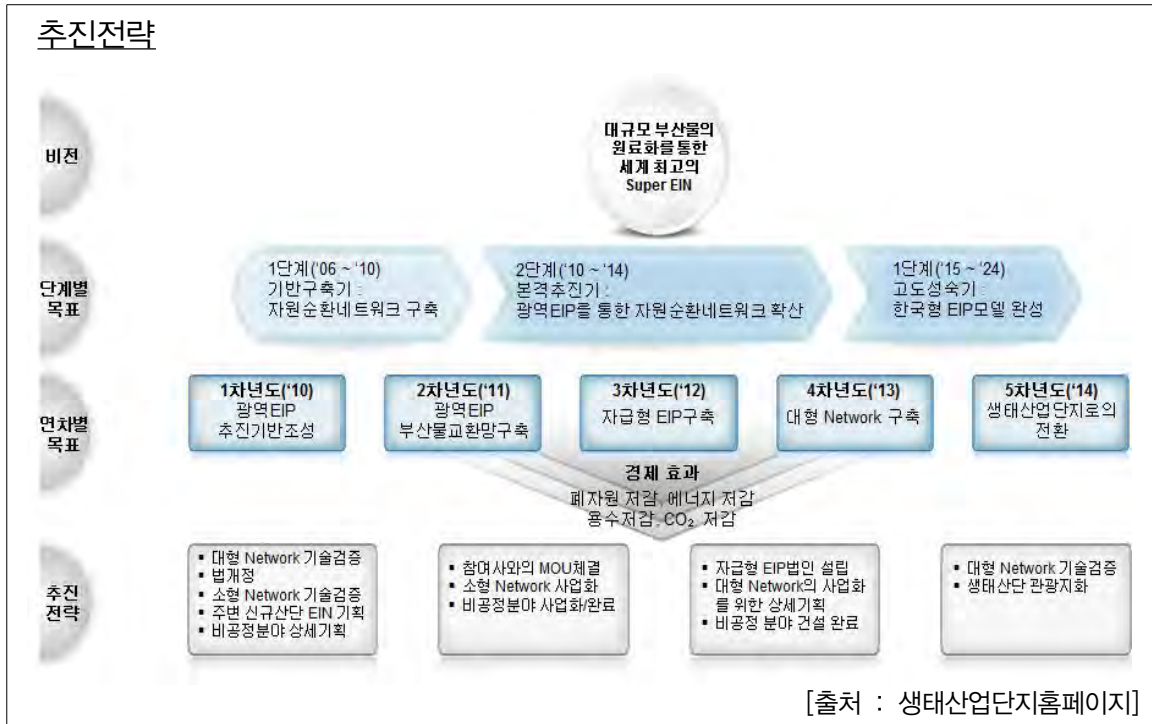 추진전략
비전
대규모 부산물의
원료화를 통한
세계 최고의
Super EIN
단계별
목표
1단계('06 ~ '10)
기반구축기 :
자원순환네트워크 구축
2단계('10 ~ '14)
본격추진기 :
광역EIP를 통한 자원순환네트워크 확산
1단계('15 ~ '24)
고도성숙기 :
한국형 EIP모델 완성
연차별
목표
1차년도('10)
광역EIP
추진기반조성
2차년도('11)
광역EIP
부산물교환망구축
3차년도('12)
자급형 EIP구축
4차년도('13)
대형 Network 구축
5차년도('14)
생태산업단지로의
전환
경제 효과
폐자원 저감, 에너지 저감
용수저감, CO₂ 저감
추진
전략
▪ 대형 Network 기술검증
▪ 법개정
▪ 소형 Network 기술검증
▪ 주변 신규산단 EIN 기획
▪ 비공정분야 상세기획
▪ 참여사와의 MOU체결
▪ 소형 Network 사업화
▪ 비공정분야 사업화/완료
▪ 자급형 EIP법인 설립
▪ 대형 Network의 사업화
를 위한 상세기획
▪ 비공정 분야 건설 완료
▪ 대형 Network 기술검증
▪ 생태산단 관광지화
[출처 : 생태산업단지홈페이지]